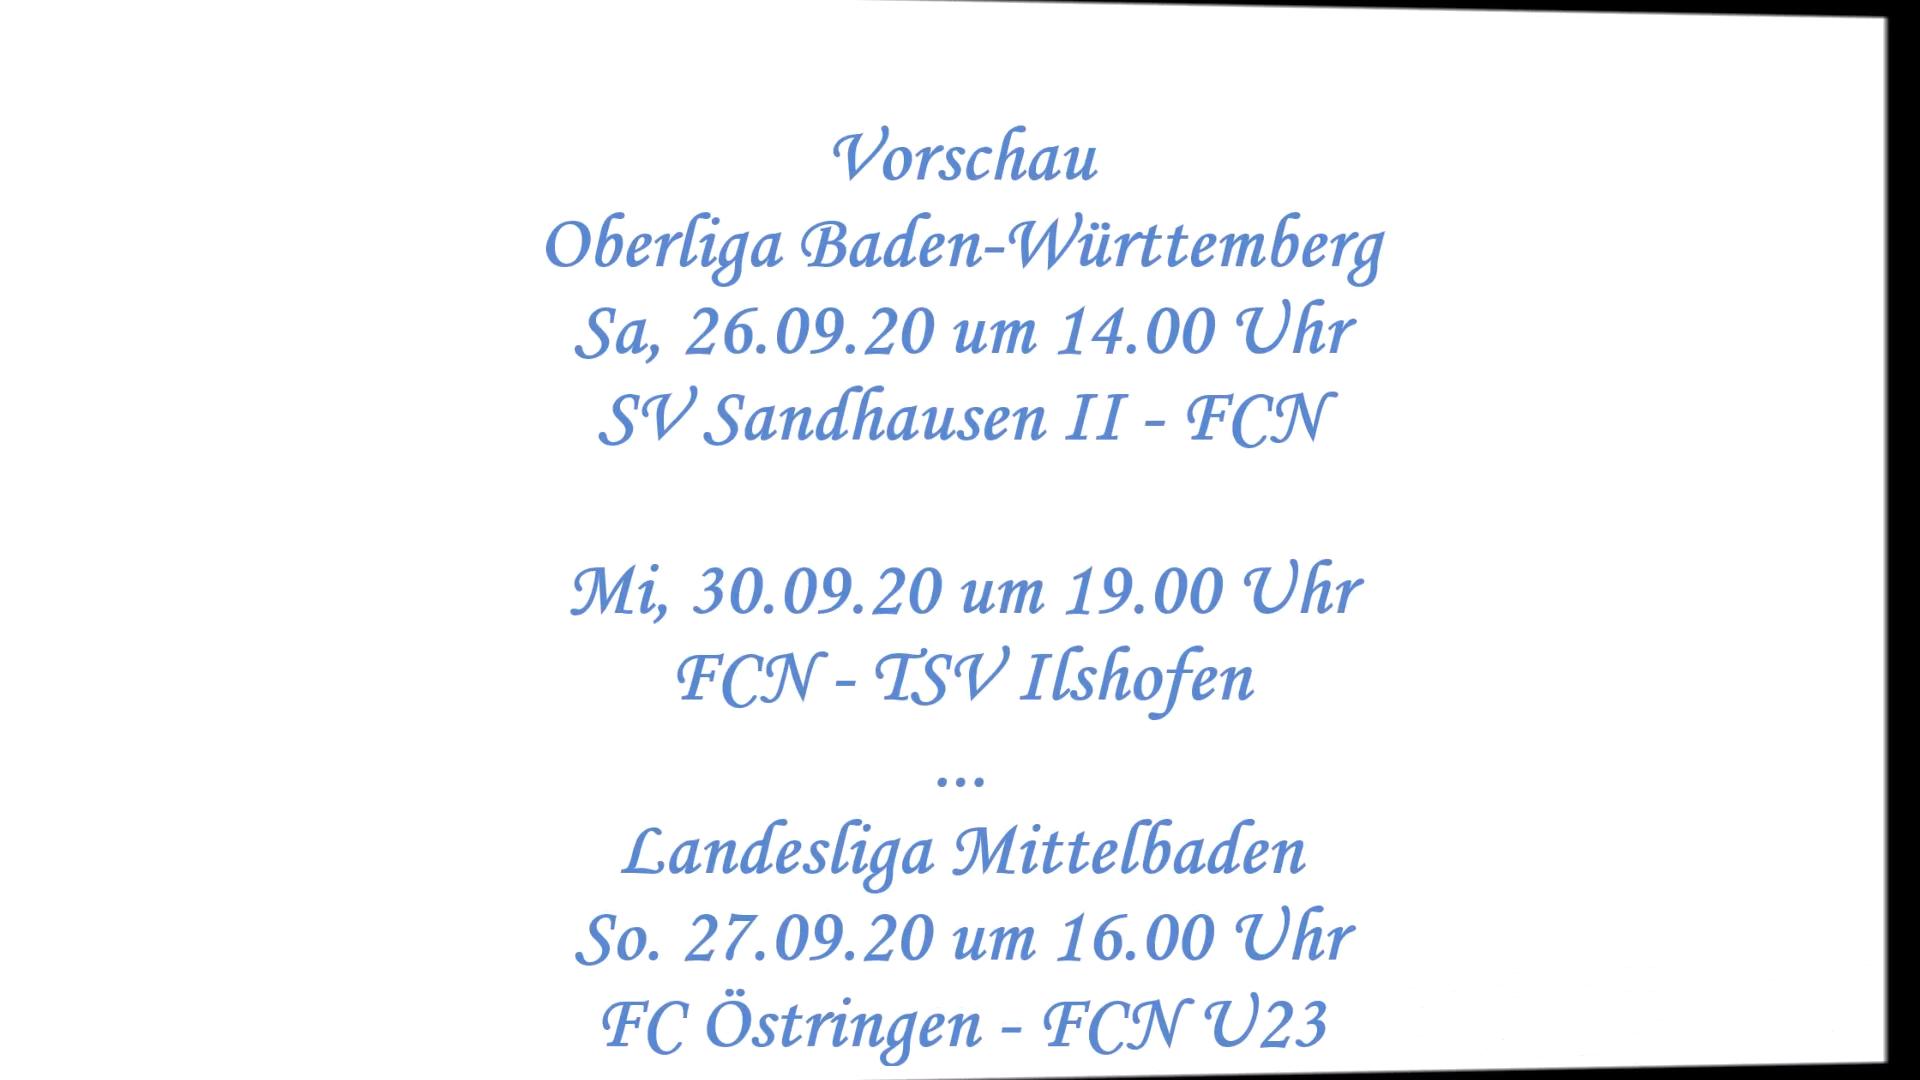 Vorschau
Oberliga Baden-Württemberg
Sa, 26.09.20 um 14.00 Uhr
SV Sandhausen II - FCN
Mi, 30.09.20 um 19.00 Uhr
FCN - TSV Ilshofen
...
Landesliga Mittelbaden
So. 27.09.20 um 16.00 Uhr
FC Östringen - FCN U23